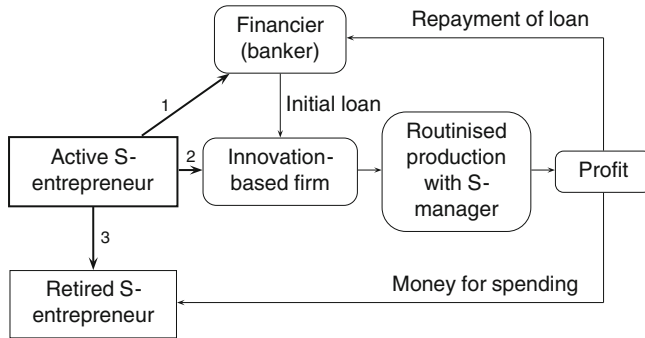 Financier
(banker)
Repayment of loan
1
Initial loan
Active S-
entrepreneur
2
Innovation-
based firm
Routinised
production
with S-
manager
Profit
3
Retired S-
entrepreneur
Money for spending